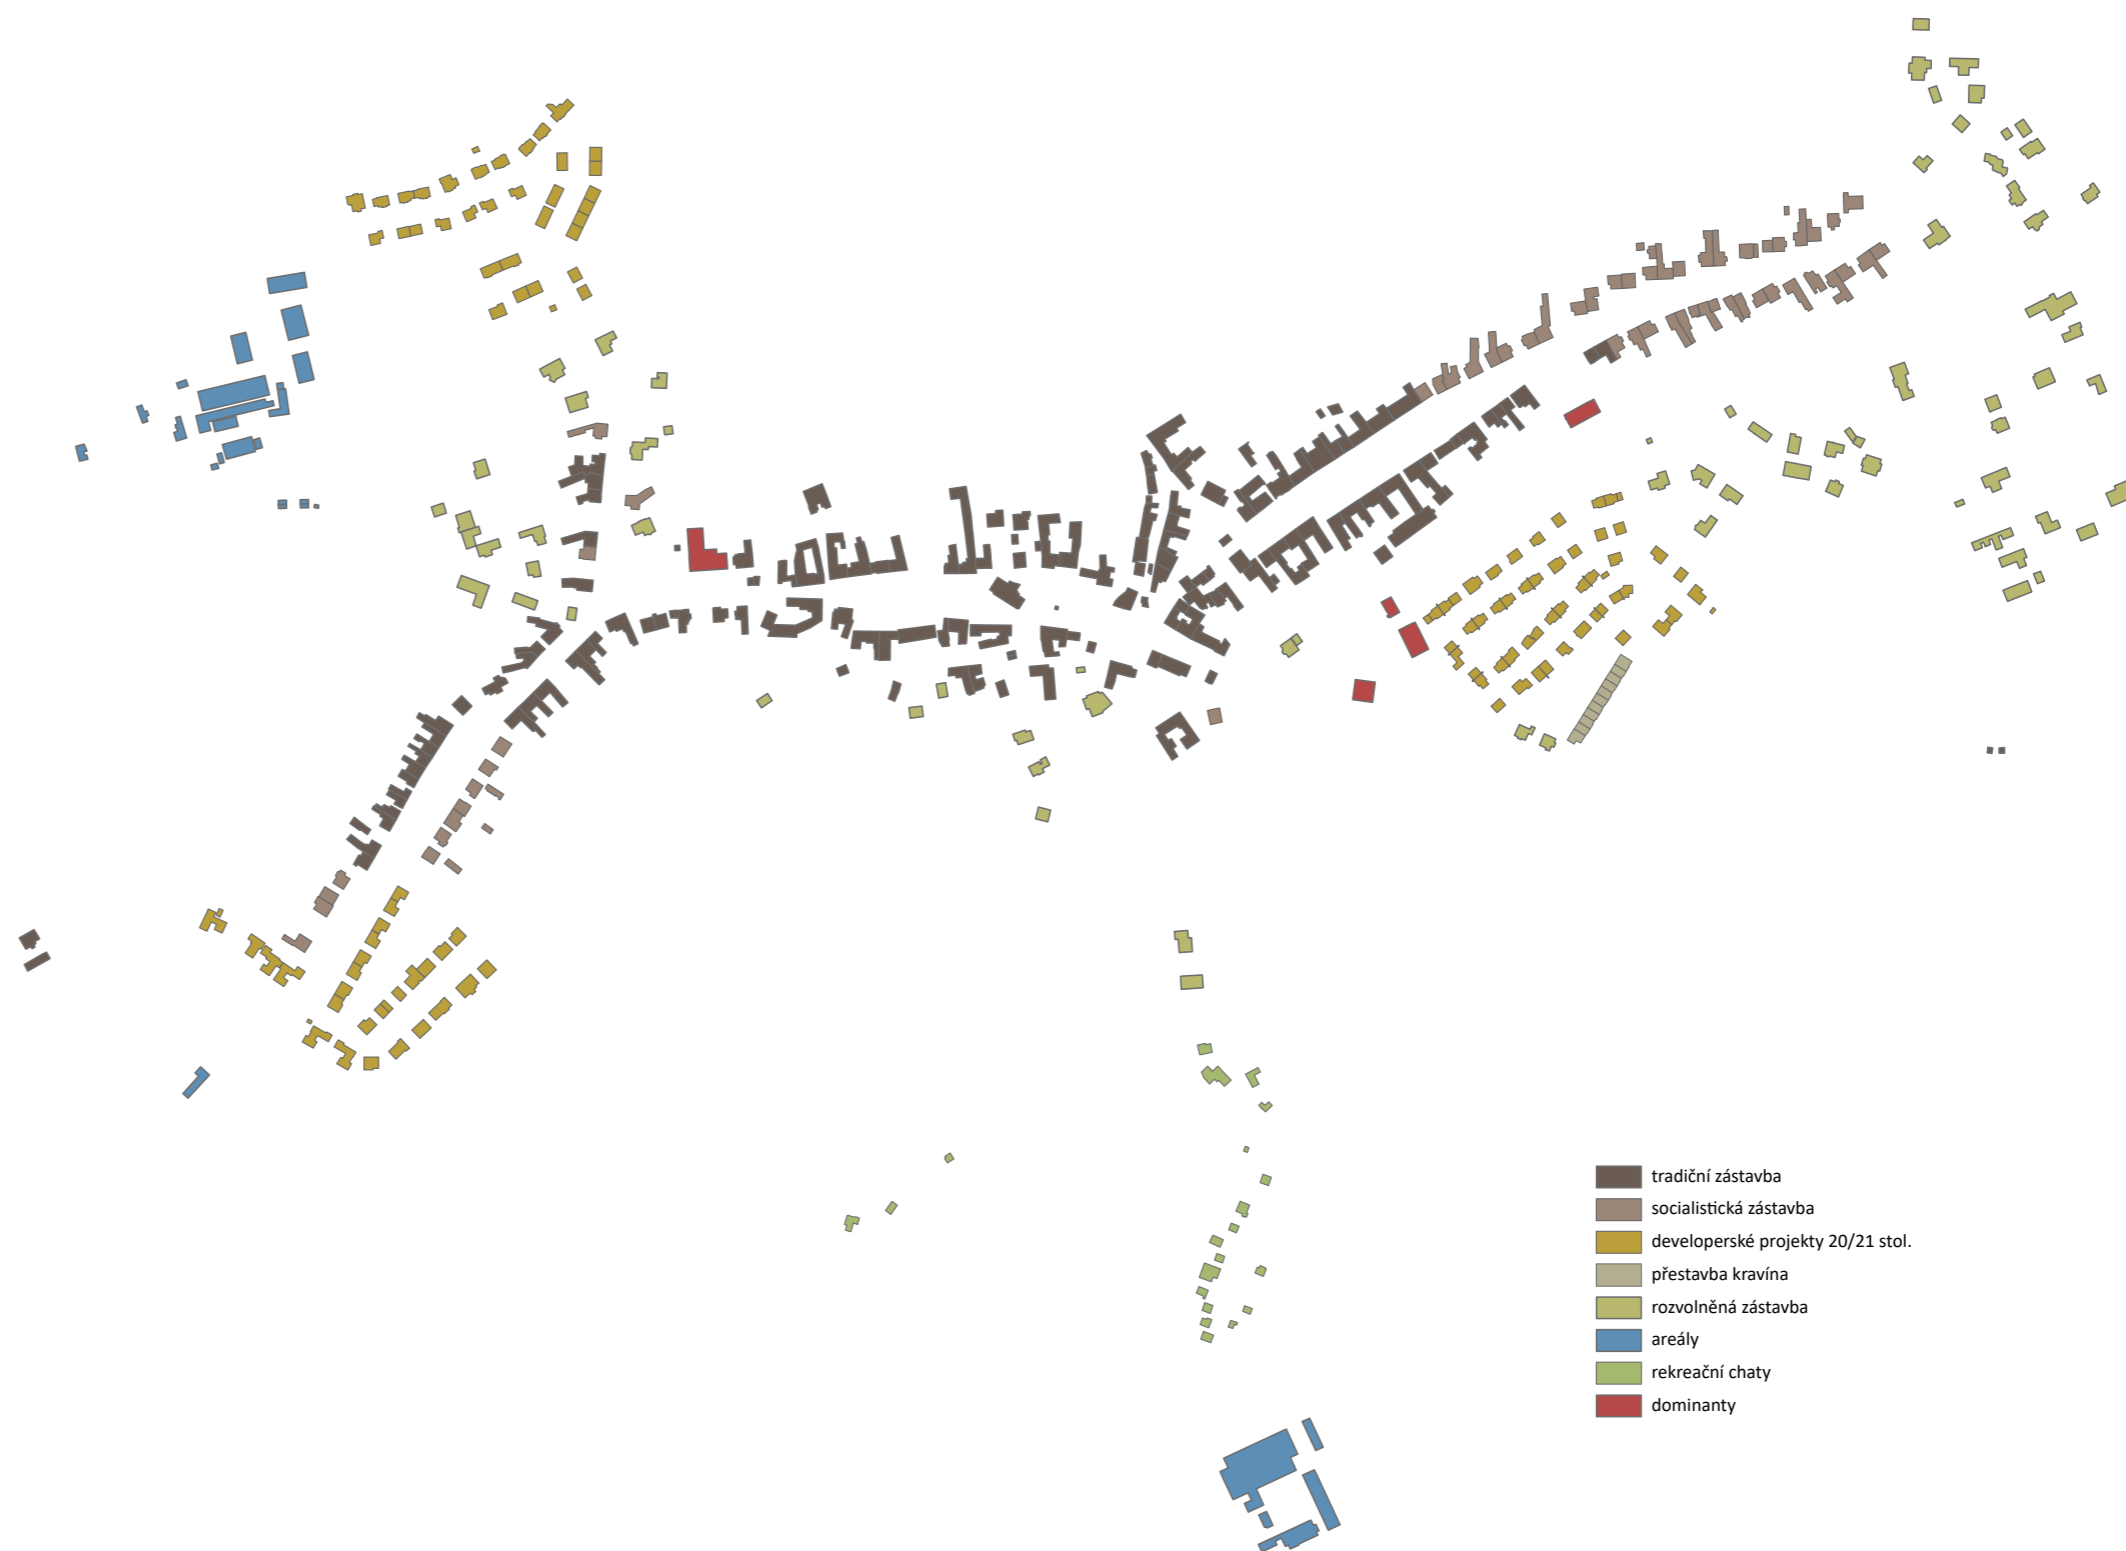 tradiční zástavba
socialistická zástavba
developerské projekty 20/21 stol.
přestavba kravína
rozvolněná zástavba
areály
rekreační chaty
dominanty